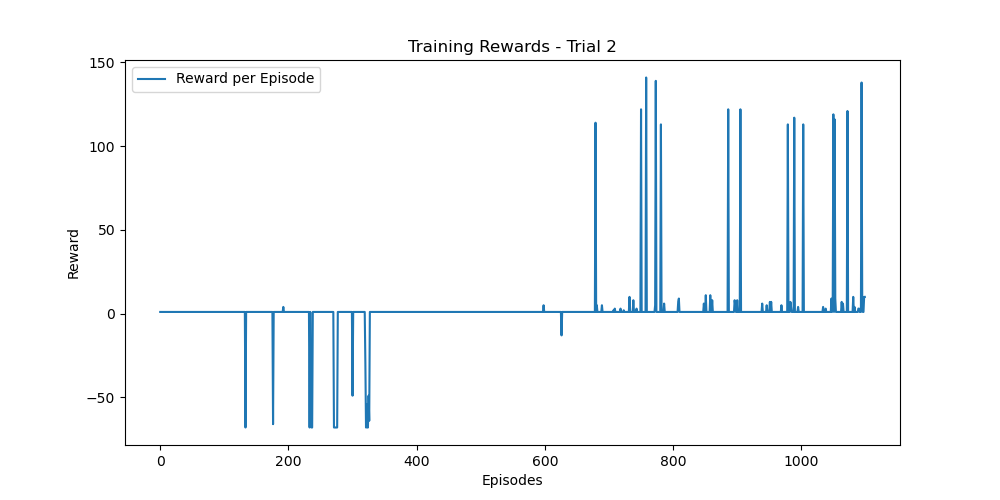 Training Rewards - Trial 2
Reward per Episode
150
100
50
0
−50
Reward
0 200 400 600 800 1000
Episodes